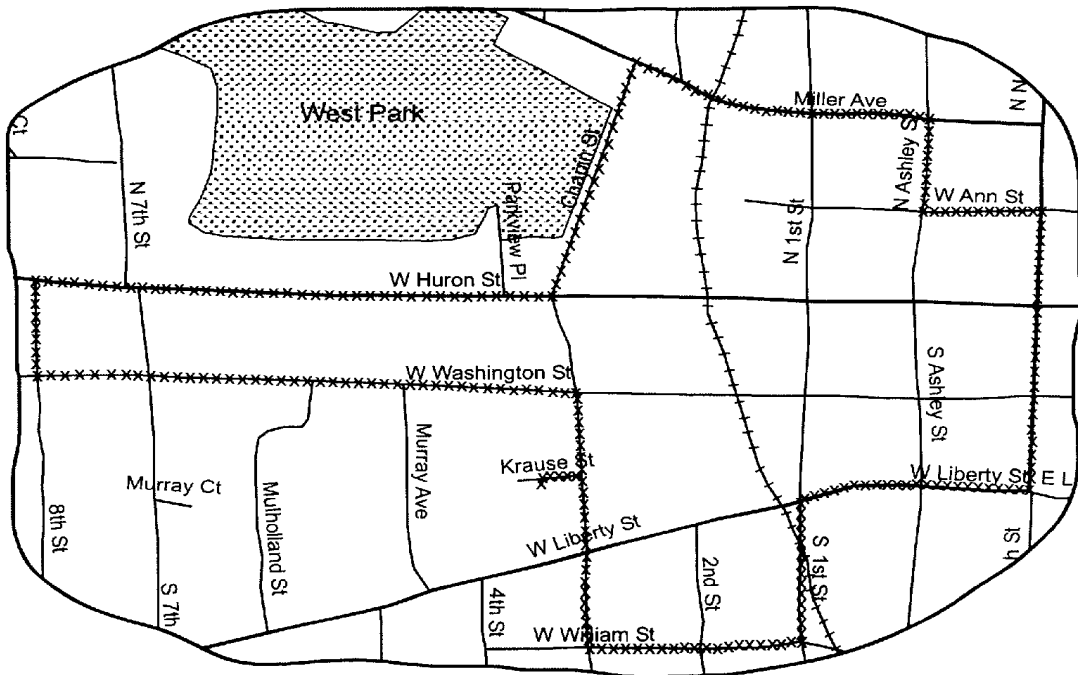 West Park
Miller Ave
N N
Ct
Chapin St
N Ashley S
N 7th St
Parkview Pl
W Ann St
N 1st St
W Huron St
W Washington St
S Ashley St
Murray Ave
Krause St
W Liberty St
E L
Murray Ct
Mulholland St
8th St
W Liberty St
S 1st St
2nd St
h St
S 7th
4th St
W William St